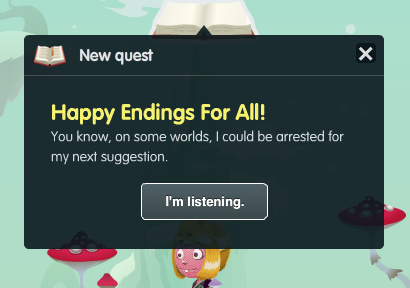 New quest
Happy Endings For All!
You know, on some worlds, I could be arrested for
my next suggestion.
I'm listening.